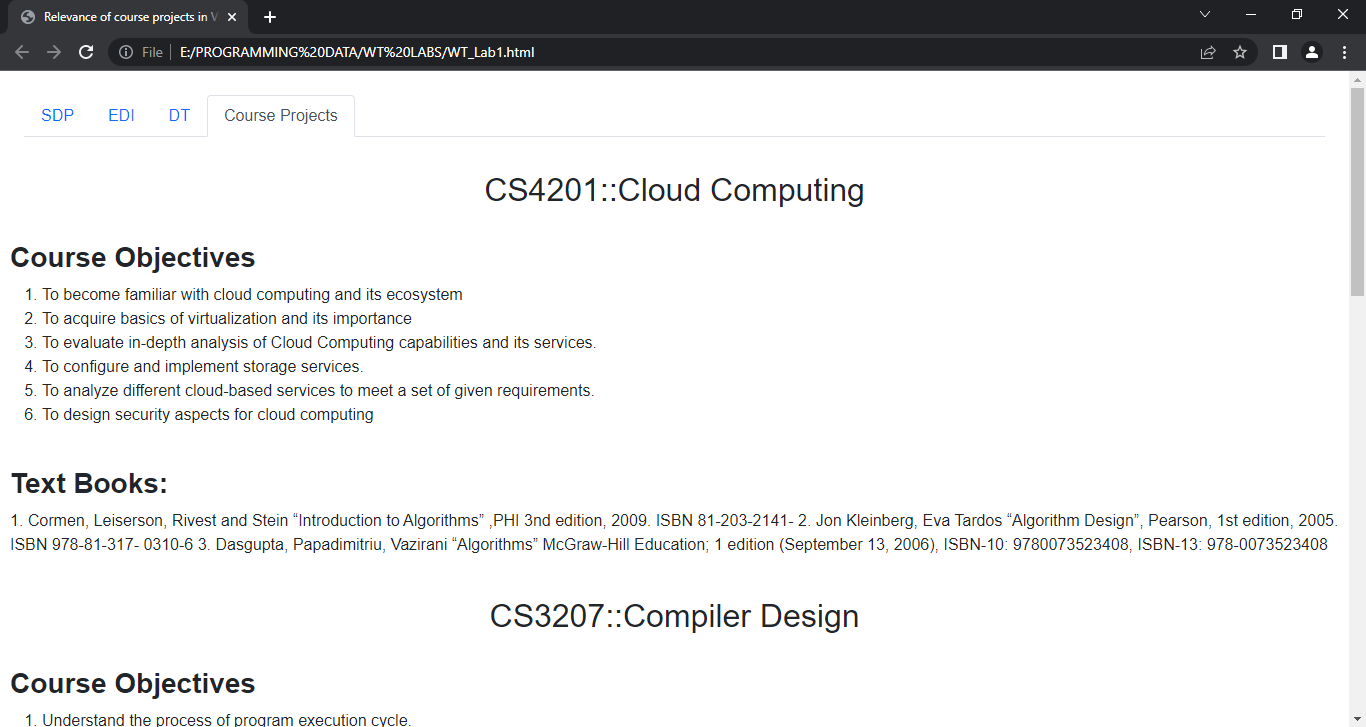 Relevance of course projects in V
File
E:/PROGRAMMING%20DATA/WT%20LABS/WT_Lab1.html
SDP
EDI
DT
Course Projects
CS4201::Cloud Computing
Course Objectives
1. To become familiar with cloud computing and its ecosystem
2. To acquire basics of virtualization and its importance
3. To evaluate in-depth analysis of Cloud Computing capabilities and its services.
4. To configure and implement storage services.
5. To analyze different cloud-based services to meet a set of given requirements.
6. To design security aspects for cloud computing
Text Books:
1. Cormen, Leiserson, Rivest and Stein “Introduction to Algorithms” ,PHI 3nd edition, 2009. ISBN 81-203-2141- 2. Jon Kleinberg, Eva Tardos “Algorithm Design”, Pearson, 1st edition, 2005.
ISBN 978-81-317- 0310-6 3. Dasgupta, Papadimitriu, Vazirani “Algorithms” McGraw-Hill Education; 1 edition (September 13, 2006), ISBN-10: 9780073523408, ISBN-13: 978-0073523408
CS3207::Compiler Design
Course Objectives
1. Understand the process of program execution cycle.